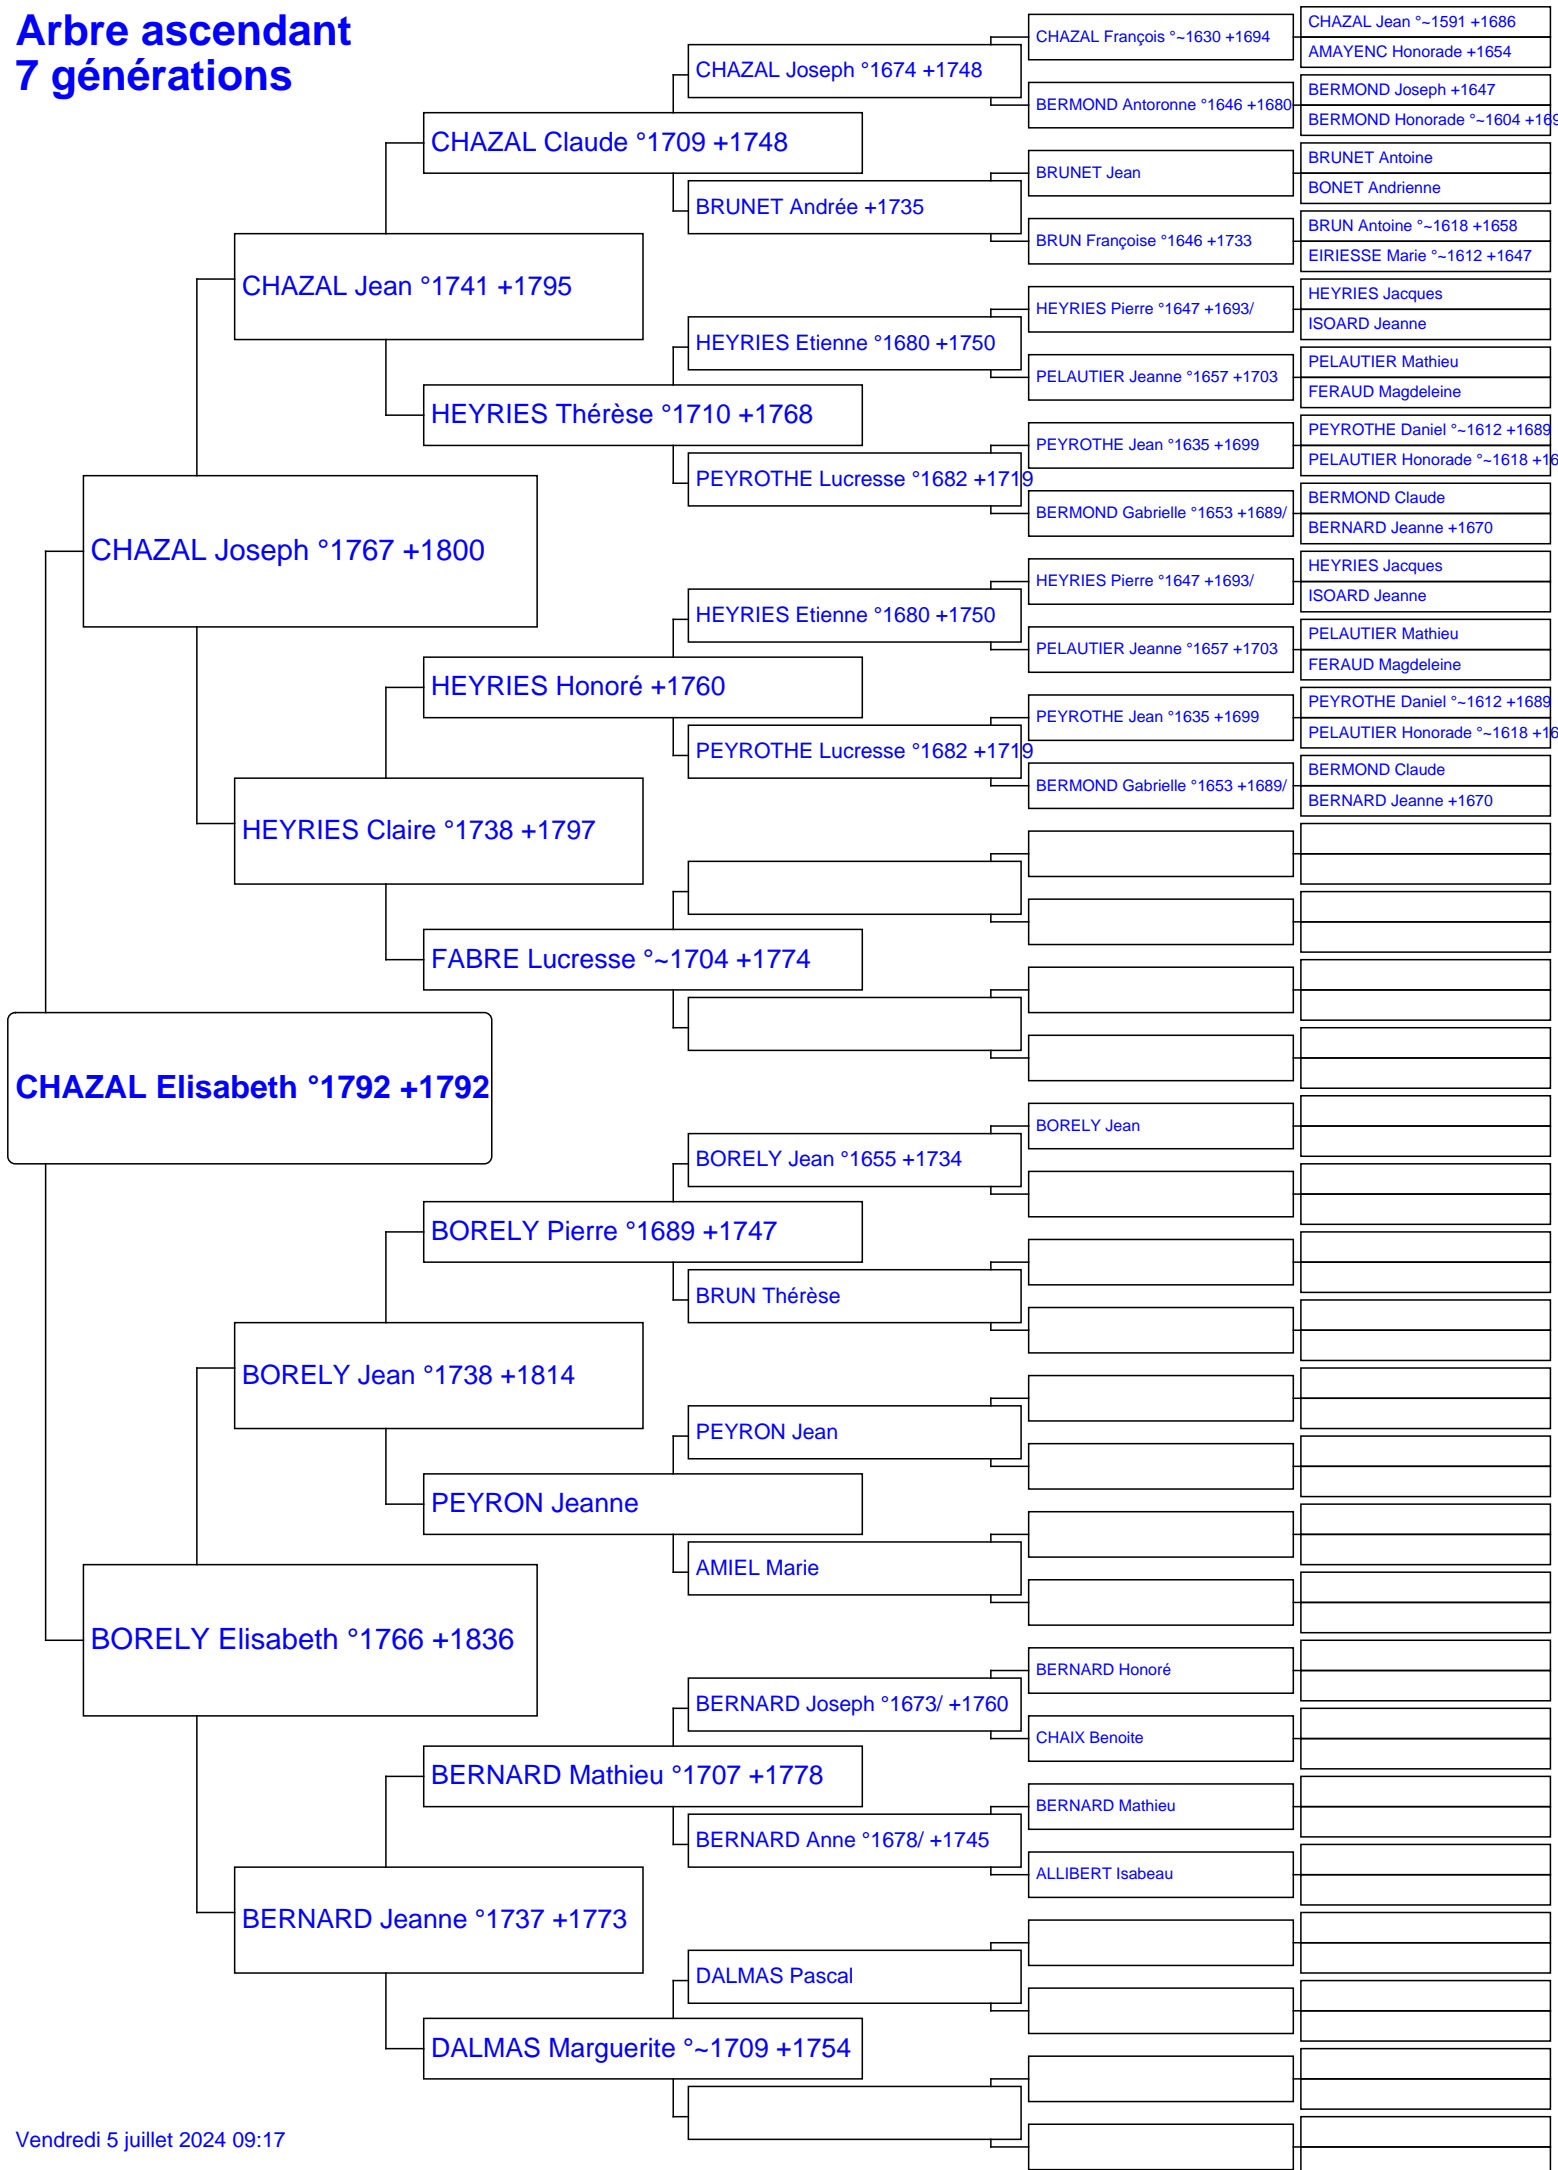 Arbre ascendant
7 générations
CHAZAL Elisabeth °1792 +1792
CHAZAL Joseph °1767 +1800
BORELY Elisabeth °1766 +1836
CHAZAL Jean °1741 +1795
HEYRIES Claire °1738 +1797
BORELY Jean °1738 +1814
BERNARD Jeanne °1737 +1773
CHAZAL Claude °1709 +1748
HEYRIES Thérèse °1710 +1768
HEYRIES Honoré +1760
FABRE Lucresse °~1704 +1774
BORELY Pierre °1689 +1747
PEYRON Jeanne
BERNARD Mathieu °1707 +1778
DALMAS Marguerite °~1709 +1754
CHAZAL Joseph °1674 +1748
BRUNET Andrée +1735
HEYRIES Etienne °1680 +1750
PEYROTHE Lucresse °1682 +1719
HEYRIES Etienne °1680 +1750
PEYROTHE Lucresse °1682 +1719
BORELY Jean °1655 +1734
BRUN Thérèse
PEYRON Jean
AMIEL Marie
BERNARD Joseph °1673/ +1760
BERNARD Anne °1678/ +1745
DALMAS Pascal
CHAZAL François °~1630 +1694
BERMOND Antoronne °1646 +1680
BRUNET Jean
BRUN Françoise °1646 +1733
HEYRIES Pierre °1647 +1693/
PELAUTIER Jeanne °1657 +1703
PEYROTHE Jean °1635 +1699
BERMOND Gabrielle °1653 +1689/
HEYRIES Pierre °1647 +1693/
PELAUTIER Jeanne °1657 +1703
PEYROTHE Jean °1635 +1699
BERMOND Gabrielle °1653 +1689/
BORELY Jean
BERNARD Honoré
CHAIX Benoite
BERNARD Mathieu
ALLIBERT Isabeau
CHAZAL Jean °~1591 +1686
AMAYENC Honorade +1654
BERMOND Joseph +1647
BERMOND Honorade °~1604 +169
BRUNET Antoine
BONET Andrienne
BRUN Antoine °~1618 +1658
EIRIESSE Marie °~1612 +1647
HEYRIES Jacques
ISOARD Jeanne
PELAUTIER Mathieu
FERAUD Magdeleine
PEYROTHE Daniel °~1612 +1689
PELAUTIER Honorade °~1618 +16
BERMOND Claude
BERNARD Jeanne +1670
HEYRIES Jacques
ISOARD Jeanne
PELAUTIER Mathieu
FERAUD Magdeleine
PEYROTHE Daniel °~1612 +1689
PELAUTIER Honorade °~1618 +16
BERMOND Claude
BERNARD Jeanne +1670
Vendredi 5 juillet 2024 09:17